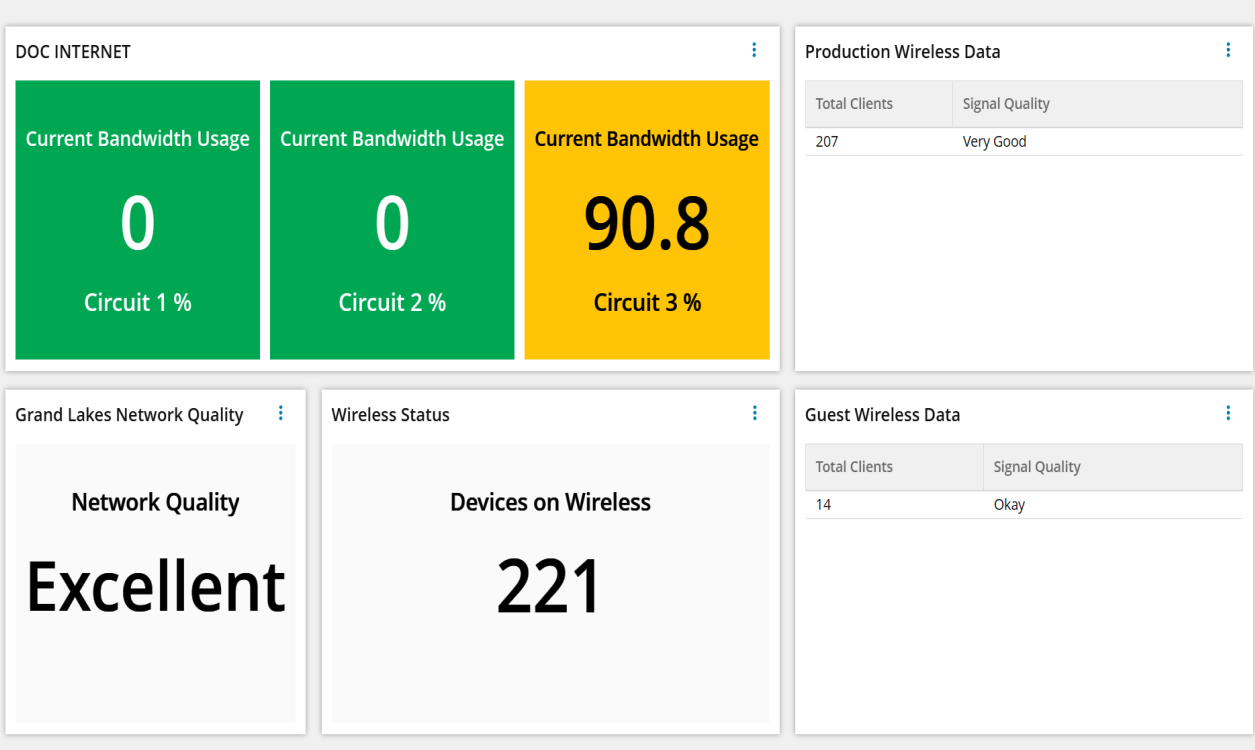 DOC INTERNET
Current Bandwidth Usage
0
Circuit 1 %
Current Bandwidth Usage
0
Circuit 2 %
Current Bandwidth Usage
90.8
Circuit 3 %
Production Wireless Data
Total Clients Signal Quality
207 Very Good
Grand Lakes Network Quality
Network Quality
Excellent
Wireless Status
Devices on Wireless
221
Guest Wireless Data
Total Clients Signal Quality
14 Okay